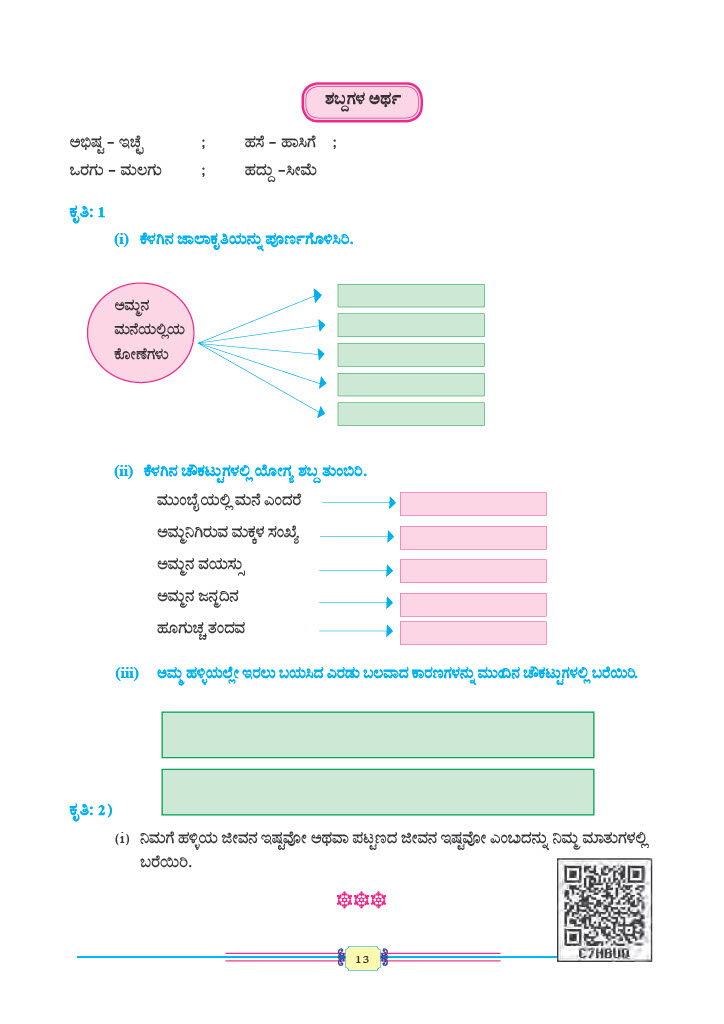 ಶಬ್ದಗಳ ಅರ್ಥ
ಅಭಿಷ್ಟ – ಇಚ್ಛೆ ; ಹಸೆ – ಹಾಸಿಗೆ ;
ಒರಗು – ಮಲಗು ; ಹದ್ದು –ಸೀಮೆ
ಕೃತಿ: 1
(i) ಕೆಳಗಿನ ಜಾಲಾಕೃತಿಯನ್ನು ಪೂರ್ಣಗೊಳಿಸಿರಿ.
ಅಮ್ಮನ
ಮನೆಯಲ್ಲಿಯ
ಕೋಣೆಗಳು
(ii) ಕೆಳಗಿನ ಚೌಕಟ್ಟುಗಳಲ್ಲಿ ಯೋಗ್ಯ ಶಬ್ದ ತುಂಬಿರಿ.
ಮುಂಬೈಯಲ್ಲಿ ಮನೆ ಎಂದರೆ
ಅಮ್ಮನಿಗಿರುವ ಮಕ್ಕಳ ಸಂಖ್ಯೆ
ಅಮ್ಮನ ವಯಸ್ಸು
ಅಮ್ಮನ ಜನ್ಮದಿನ
ಹೂಗುಚ್ಚ ತಂದವ
(iii) ಅಮ್ಮ ಹಳ್ಳಿಯಲ್ಲೇ ಇರಲು ಬಯಸಿದ ಎರಡು ಬಲವಾದ ಕಾರಣಗಳನ್ನು ಮುಂದಿನ ಚೌಕಟ್ಟುಗಳಲ್ಲಿ ಬರೆಯಿರಿ.
ಕೃತಿ: 2)
(i) ನಿಮಗೆ ಹಳ್ಳಿಯ ಜೀವನ ಇಷ್ಟವೋ ಅಥವಾ ಪಟ್ಟಣದ ಜೀವನ ಇಷ್ಟವೋ ಎಂಬದನ್ನು ನಿಮ್ಮ ಮಾತುಗಳಲ್ಲಿ
ಬರೆಯಿರಿ.
C7HBUQ
13